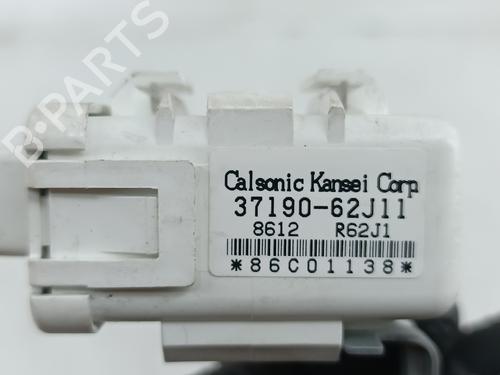 B·PARTS
Calsonic Kansei Corp
37190-62J11
8612 R62J1
*86C01138*